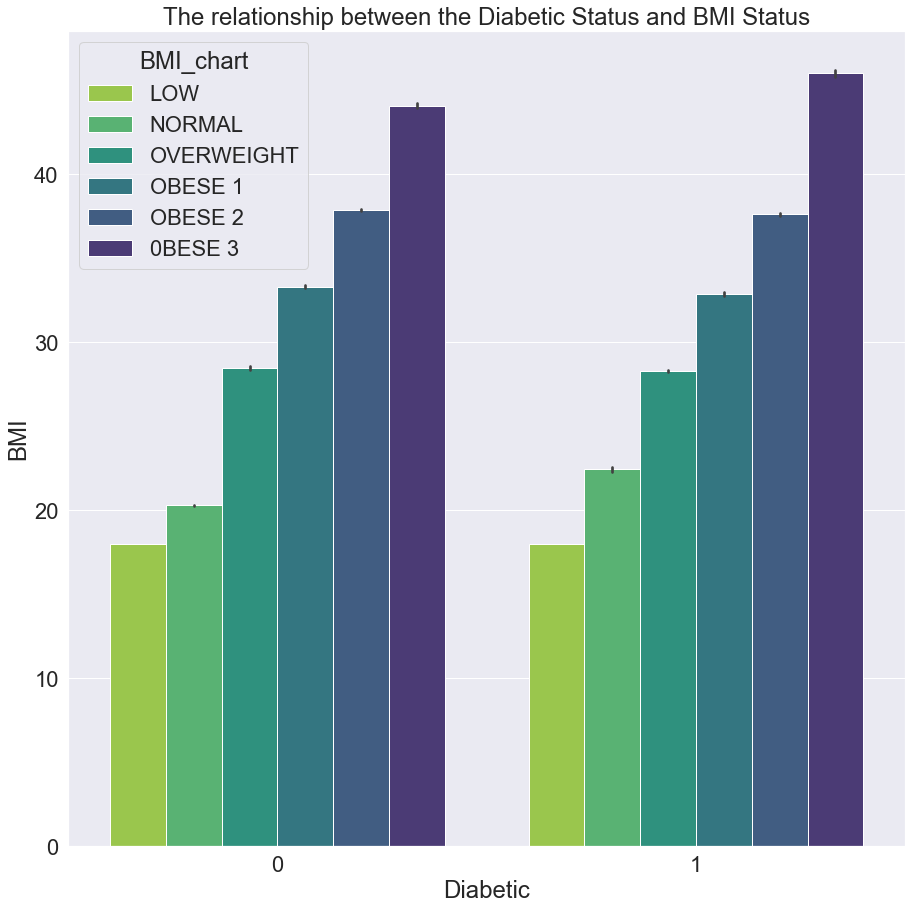 The relationship between the Diabetic Status and BMI Status
BMI_chart
LOW
NORMAL
OVERWEIGHT
OBESE 1
OBESE 2
0BESE 3
40
30
20
10
0
BMI
0
1
Diabetic